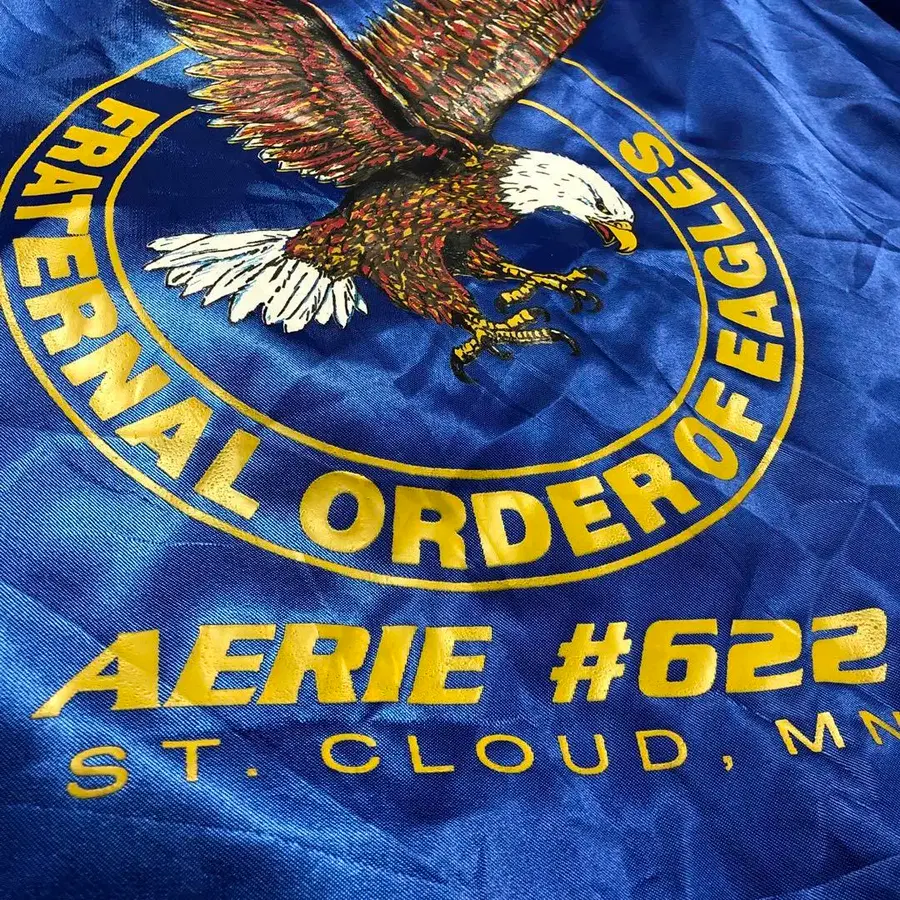 FRATERNAL ORDER OF EAGLES
AERIE #622
ST. CLOUD, MN